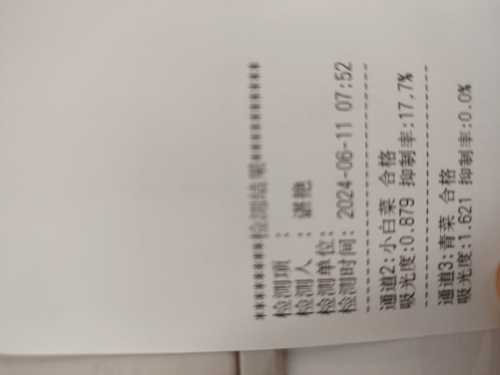 *********检测结果***********
检测项 :
检测人 : 谌艳
检测单位:
检测时间: 2024-06-11 07:52
--------------------------------
通道2:小白菜 合格
吸光度:0.879 抑制率:17.7%
--------------------------------
通道3:青菜 合格
吸光度:1.621 抑制率:0.0%